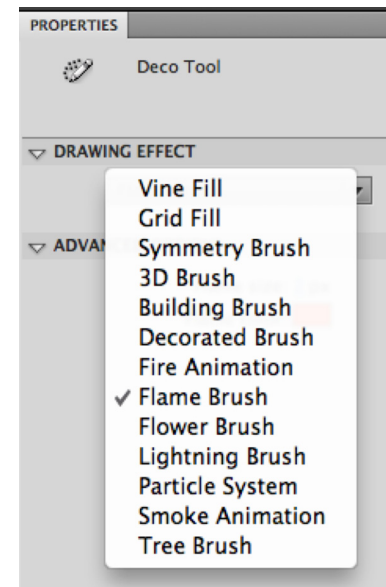 PROPERTIES
Deco Tool
DRAWING EFFECT
Vine Fill
Grid Fill
Symmetry Brush
ADVAN
3D Brush
Building Brush
Decorated Brush
Fire Animation
Flame Brush
Flower Brush
Lightning Brush
Particle System
Smoke Animation
Tree Brush